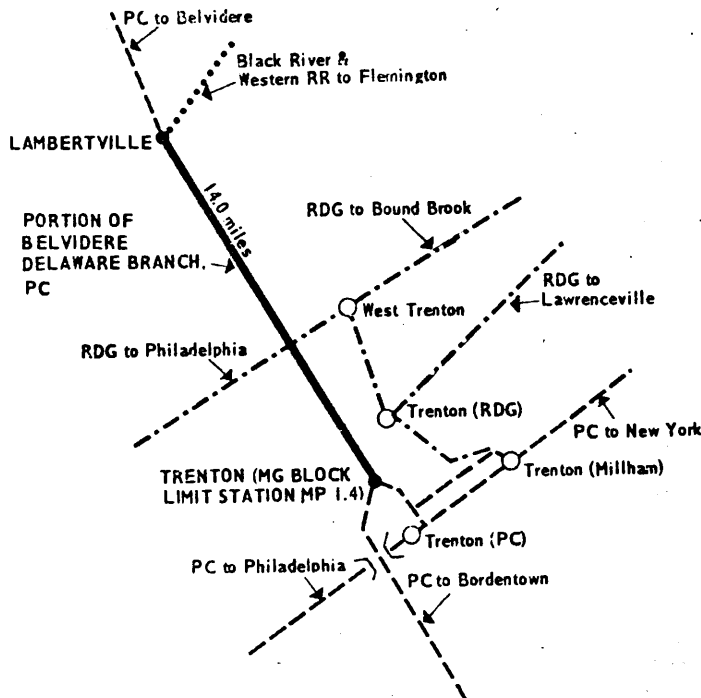 PC to Belvidere
Black River &
Western RR to Flemington
LAMBERTVILLE
14.0 miles
RDG to Bound Brook
PORTION OF
BELVIDERE
DELAWARE BRANCH,
PC
RDG to
Lawrenceville
West Trenton
RDG to Philadelphia
Trenton (RDG)
PC to New York
TRENTON (MG BLOCK
LIMIT STATION MP 1.4)
Trenton (Millham)
Trenton (PC)
PC to Philadelphia
PC to Bordentown